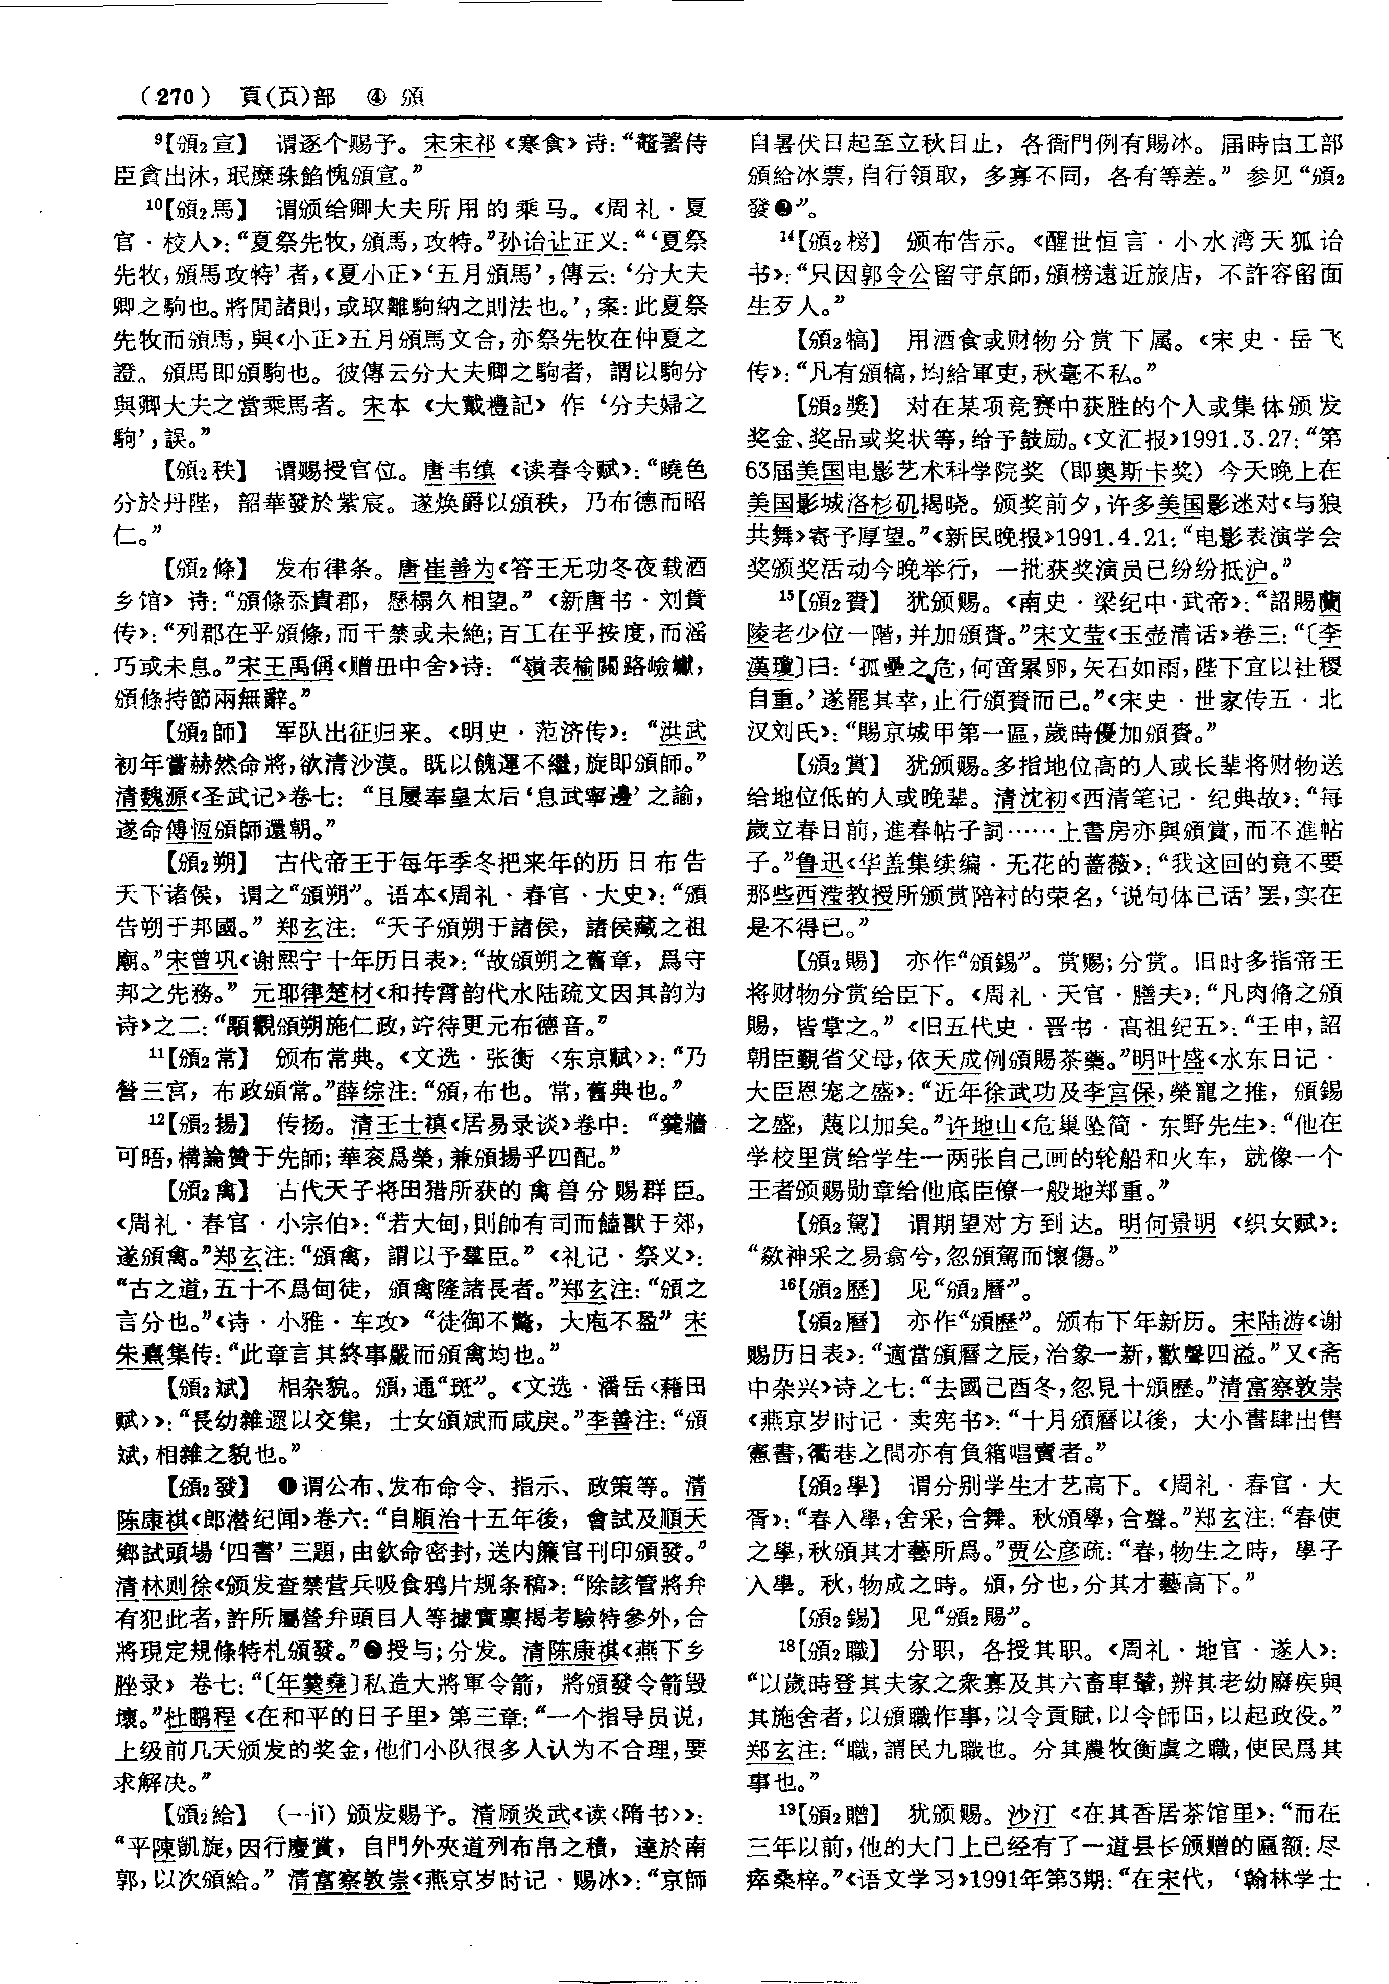 （270） 頁(页)部 ④ 頒
⁹【頒₂宣】 谓逐个赐予。宋宋祁《寒食》诗：“鼇署侍
臣貪出沐，珉糜珠餡愧頒宣。”
¹⁰【頒₂馬】 谓颁给卿大夫所用的乘马。《周礼·夏
官·校人》：“夏祭先牧，頒馬，攻特。”孙诒让正义：“‘夏祭
先牧，頒馬攻特’者，《夏小正》‘五月頒馬’，傳云：‘分大夫
卿之駒也。將閒諸則，或取離駒納之則法也。’，案：此夏祭
先牧而頒馬，與《小正》五月頒馬文合，亦祭先牧在仲夏之
證。頒馬即頒駒也。彼傳云分大夫卿之駒者，謂以駒分
與卿大夫之當乘馬者。宋本《大戴禮記》作‘分夫婦之
駒’，誤。”
【頒₂秩】 谓赐授官位。唐韦缜《读春令赋》：“曉色
分於丹陛，韶華發於紫宸。遂煥爵以頒秩，乃布德而昭
仁。”
【頒₂條】 发布律条。唐崔善为《答王无功冬夜载酒
乡馆》诗：“頒條忝貴郡，懸榻久相望。”《新唐书·刘蕡
传》：“列郡在乎頒條，而干禁或未絶；百工在乎按度，而淫
巧或未息。”宋王禹偁《赠丑中舍》诗：“嶺表榆關路嶮巇，
頒條持節兩無辭。”
【頒₂師】 军队出征归来。《明史·范济传》：“洪武
初年嘗赫然命將，欲清沙漠。既以餽運不繼，旋即頒師。”
清魏源《圣武记》卷七：“且屢奉皇太后‘息武寧邊’之諭，
遂命傅恆頒師還朝。”
【頒₂朔】 古代帝王于每年季冬把来年的历日布告
天下诸侯，谓之“頒朔”。语本《周礼·春官·大史》：“頒
告朔于邦國。”郑玄注：“天子頒朔于諸侯，諸侯藏之祖
廟。”宋曾巩《谢熙宁十年历日表》：“故頒朔之舊章，爲守
邦之先務。”元耶律楚材《和抟霄韵代水陆疏文因其韵为
诗》之二：“願觀頒朔施仁政，竚待更元布德音。”
¹¹【頒₂常】 颁布常典。《文选·张衡〈东京赋〉》：“乃
營三宫，布政頒常。”薛综注：“頒，布也。常，舊典也。”
¹²【頒₂揚】 传扬。清王士禛《居易录谈》卷中：“羹牆
可晤，構論贊于先師；華衮爲榮，兼頒揚乎四配。”
【頒₂禽】 古代天子将田猎所获的禽兽分赐群臣。
《周礼·春官·小宗伯》：“若大甸，則帥有司而饁獸于郊，
遂頒禽。”郑玄注：“頒禽，謂以予羣臣。”《礼记·祭义》：
“古之道，五十不爲甸徒，頒禽隆諸長者。”郑玄注：“頒之
言分也。”《诗·小雅·车攻》“徒御不驚，大庖不盈”宋
朱熹集传：“此章言其終事嚴而頒禽均也。”
【頒₂斌】 相杂貌。頒，通“斑”。《文选·潘岳〈藉田
赋〉》：“長幼雜遝以交集，士女頒斌而咸戾。”李善注：“頒
斌，相雜之貌也。”
【頒₂發】 ❶谓公布、发布命令、指示、政策等。清
陈康祺《郎潜纪闻》卷六：“自順治十五年後，會試及順天
鄉試頭場‘四書’三題，由欽命密封，送内簾官刊印頒發。”
清林则徐《颁发查禁营兵吸食鸦片规条稿》：“除該管將弁
有犯此者，許所屬營弁頭目人等據實禀揭考驗特參外，合
將現定規條特札頒發。”❷授与；分发。清陈康祺《燕下乡
脞录》卷七：“〔年羹堯〕私造大將軍令箭，將頒發令箭毁
壞。”杜鹏程《在和平的日子里》第三章：“一个指导员说，
上级前几天颁发的奖金，他们小队很多人认为不合理，要
求解决。”
【頒₂給】 （—jǐ）颁发赐予。清顾炎武《读〈隋书〉》：
“平陳凱旋，因行慶賞，自門外夾道列布帛之積，達於南
郭，以次頒給。”清富察敦崇《燕京岁时记·赐冰》：“京師
自暑伏日起至立秋日止，各衙門例有賜冰。屆時由工部
頒給冰票，自行領取，多寡不同，各有等差。”参见“頒₂
發❷”。
¹⁴【頒₂榜】 颁布告示。《醒世恒言·小水湾天狐诒
书》：“只因郭令公留守京師，頒榜遠近旅店，不許容留面
生歹人。”
【頒₂犒】 用酒食或财物分赏下属。《宋史·岳飞
传》：“凡有頒犒，均給軍吏，秋毫不私。”
【頒₂獎】 对在某项竞赛中获胜的个人或集体颁发
奖金、奖品或奖状等，给予鼓励。《文汇报》1991.3.27：“第
63届美国电影艺术科学院奖（即奥斯卡奖）今天晚上在
美国影城洛杉矶揭晓。颁奖前夕，许多美国影迷对《与狼
共舞》寄予厚望。”《新民晚报》1991.4.21：“电影表演学会
奖颁奖活动今晚举行，一批获奖演员已纷纷抵沪。”
¹⁵【頒₂賚】 犹颁赐。《南史·梁纪中·武帝》：“詔賜蘭
陵老少位一階，并加頒賚。”宋文莹《玉壶清话》卷三：“〔李
漢瓊〕曰：‘孤壘之危，何啻累卵，矢石如雨，陛下宜以社稷
自重。’遂罷其幸，止行頒賚而已。”《宋史·世家传五·北
汉刘氏》：“賜京城甲第一區，歲時優加頒賚。”
【頒₂賞】 犹颁赐。多指地位高的人或长辈将财物送
给地位低的人或晚辈。清沈初《西清笔记·纪典故》：“每
歲立春日前，進春帖子詞……上書房亦與頒賞，而不進帖
子。”鲁迅《华盖集续编·无花的蔷薇》：“我这回的竟不要
那些西滢教授所颁赏陪衬的荣名，‘说句体己话’罢，实在
是不得已。”
【頒₂賜】 亦作“頒錫”。赏赐；分赏。旧时多指帝王
将财物分赏给臣下。《周礼·天官·膳夫》：“凡肉脩之頒
賜，皆掌之。”《旧五代史·晋书·高祖纪五》：“壬申，詔
朝臣覲省父母，依天成例頒賜茶藥。”明叶盛《水东日记·
大臣恩宠之盛》：“近年徐武功及李宫保，榮寵之推，頒錫
之盛，蔑以加矣。”许地山《危巢坠简·东野先生》：“他在
学校里赏给学生一两张自己画的轮船和火车，就像一个
王者颁赐勋章给他底臣僚一般地郑重。”
【頒₂駕】 谓期望对方到达。明何景明《织女赋》：
“歘神采之易翕兮，忽頒駕而懷傷。”
¹⁶【頒₂歷】 见“頒₂曆”。
【頒₂曆】 亦作“頒歷”。颁布下年新历。宋陆游《谢
赐历日表》：“適當頒曆之辰，治象一新，歡聲四溢。”又《斋
中杂兴》诗之七：“去國己酉冬，忽見十頒歷。”清富察敦崇
《燕京岁时记·卖宪书》：“十月頒曆以後，大小書肆出售
憲書，衢巷之間亦有負箱唱賣者。”
【頒₂學】 谓分别学生才艺高下。《周礼·春官·大
胥》：“春入學，舍采，合舞。秋頒學，合聲。”郑玄注：“春使
之學，秋頒其才藝所爲。”贾公彦疏：“春，物生之時，學子
入學。秋，物成之時。頒，分也，分其才藝高下。”
【頒₂錫】 见“頒₂賜”。
¹⁸【頒₂職】 分职，各授其职。《周礼·地官·遂人》：
“以歲時登其夫家之衆寡及其六畜車輦，辨其老幼廢疾與
其施舍者，以頒職作事，以令貢賦，以令師田，以起政役。”
郑玄注：“職，謂民九職也。分其農牧衡虞之職，使民爲其
事也。”
¹⁹【頒₂贈】 犹颁赐。沙汀《在其香居茶馆里》：“而在
三年以前，他的大门上已经有了一道县长颁赠的匾额：尽
瘁桑梓。”《语文学习》1991年第3期：“在宋代，‘翰林学士